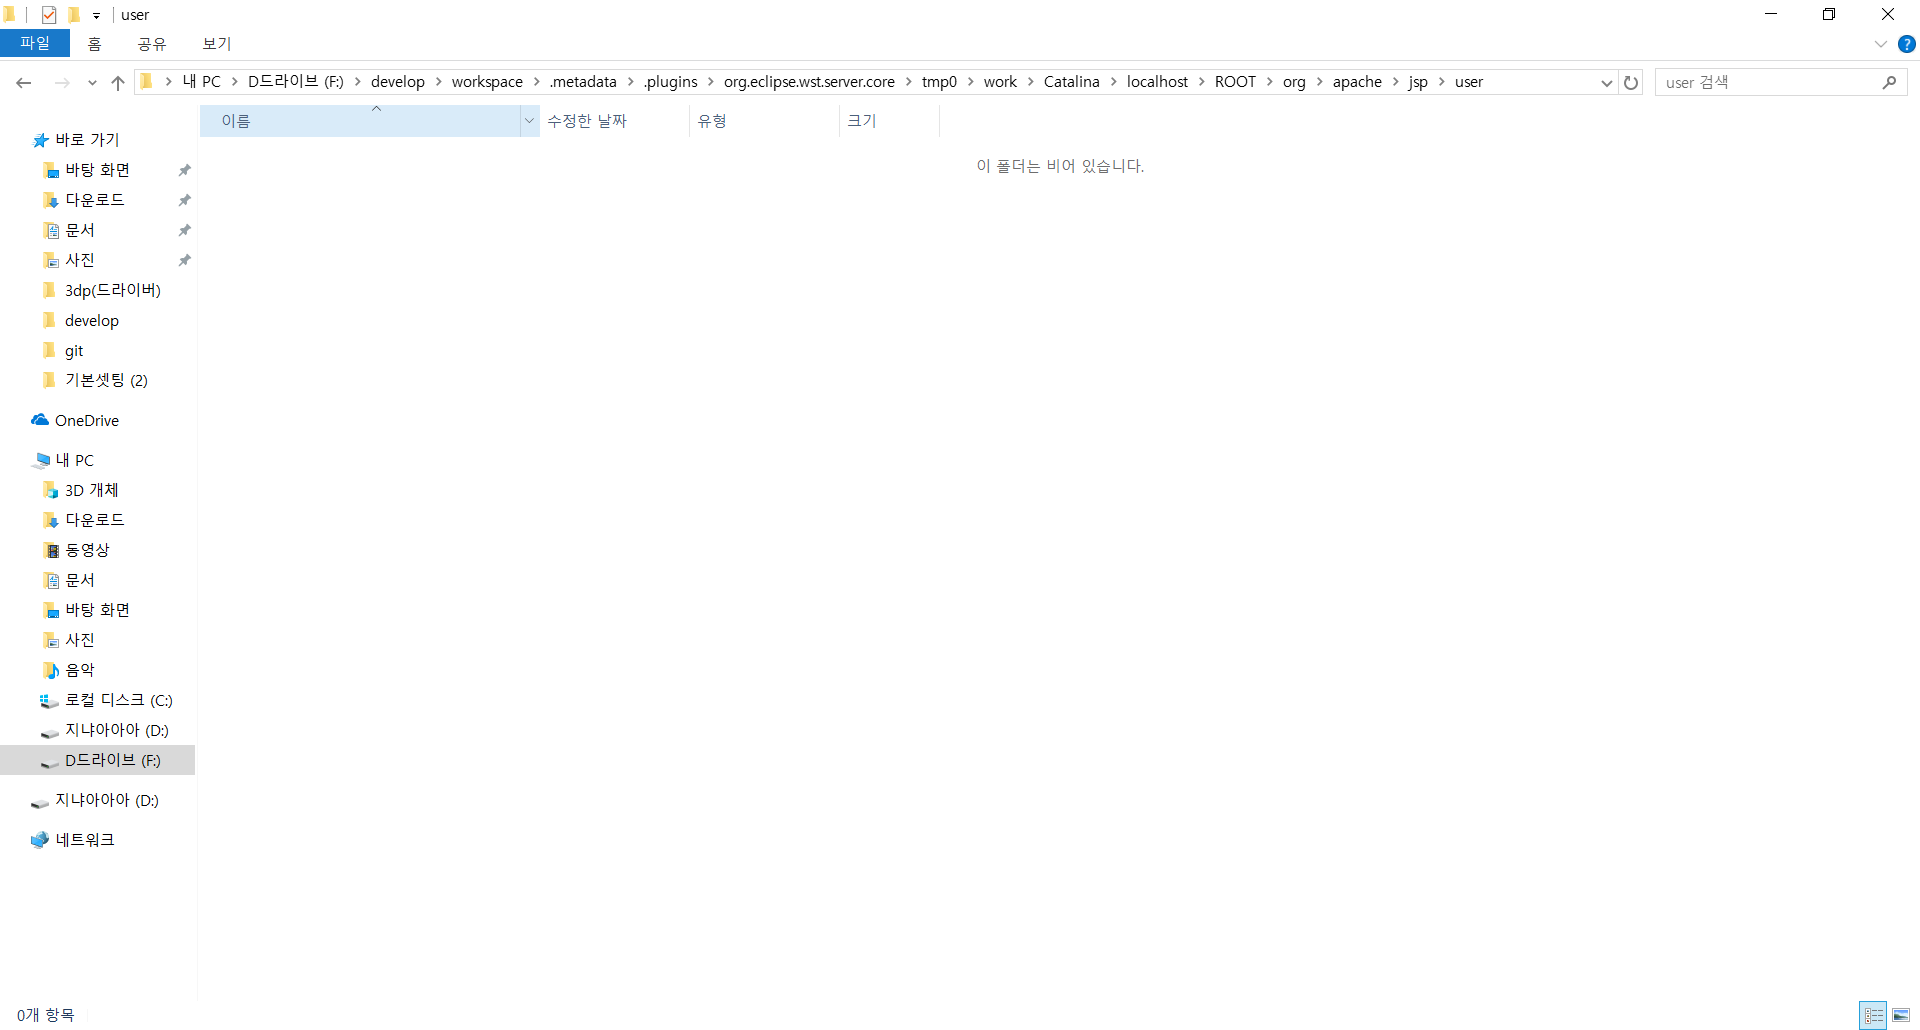 user
파일 홈 공유 보기
내 PC D드라이브 (F:) develop workspace .metadata .plugins org.eclipse.wst.server.core tmp0 work Catalina localhost ROOT org apache jsp user
user 검색
이름 수정한 날짜 유형 크기
이 폴더는 비어 있습니다.
바로 가기
바탕 화면
다운로드
문서
사진
3dp(드라이버)
develop
git
기본셋팅 (2)
OneDrive
내 PC
3D 개체
다운로드
동영상
문서
바탕 화면
사진
음악
로컬 디스크 (C:)
지냐아아아 (D:)
D드라이브 (F:)
지냐아아아 (D:)
네트워크
0개 항목